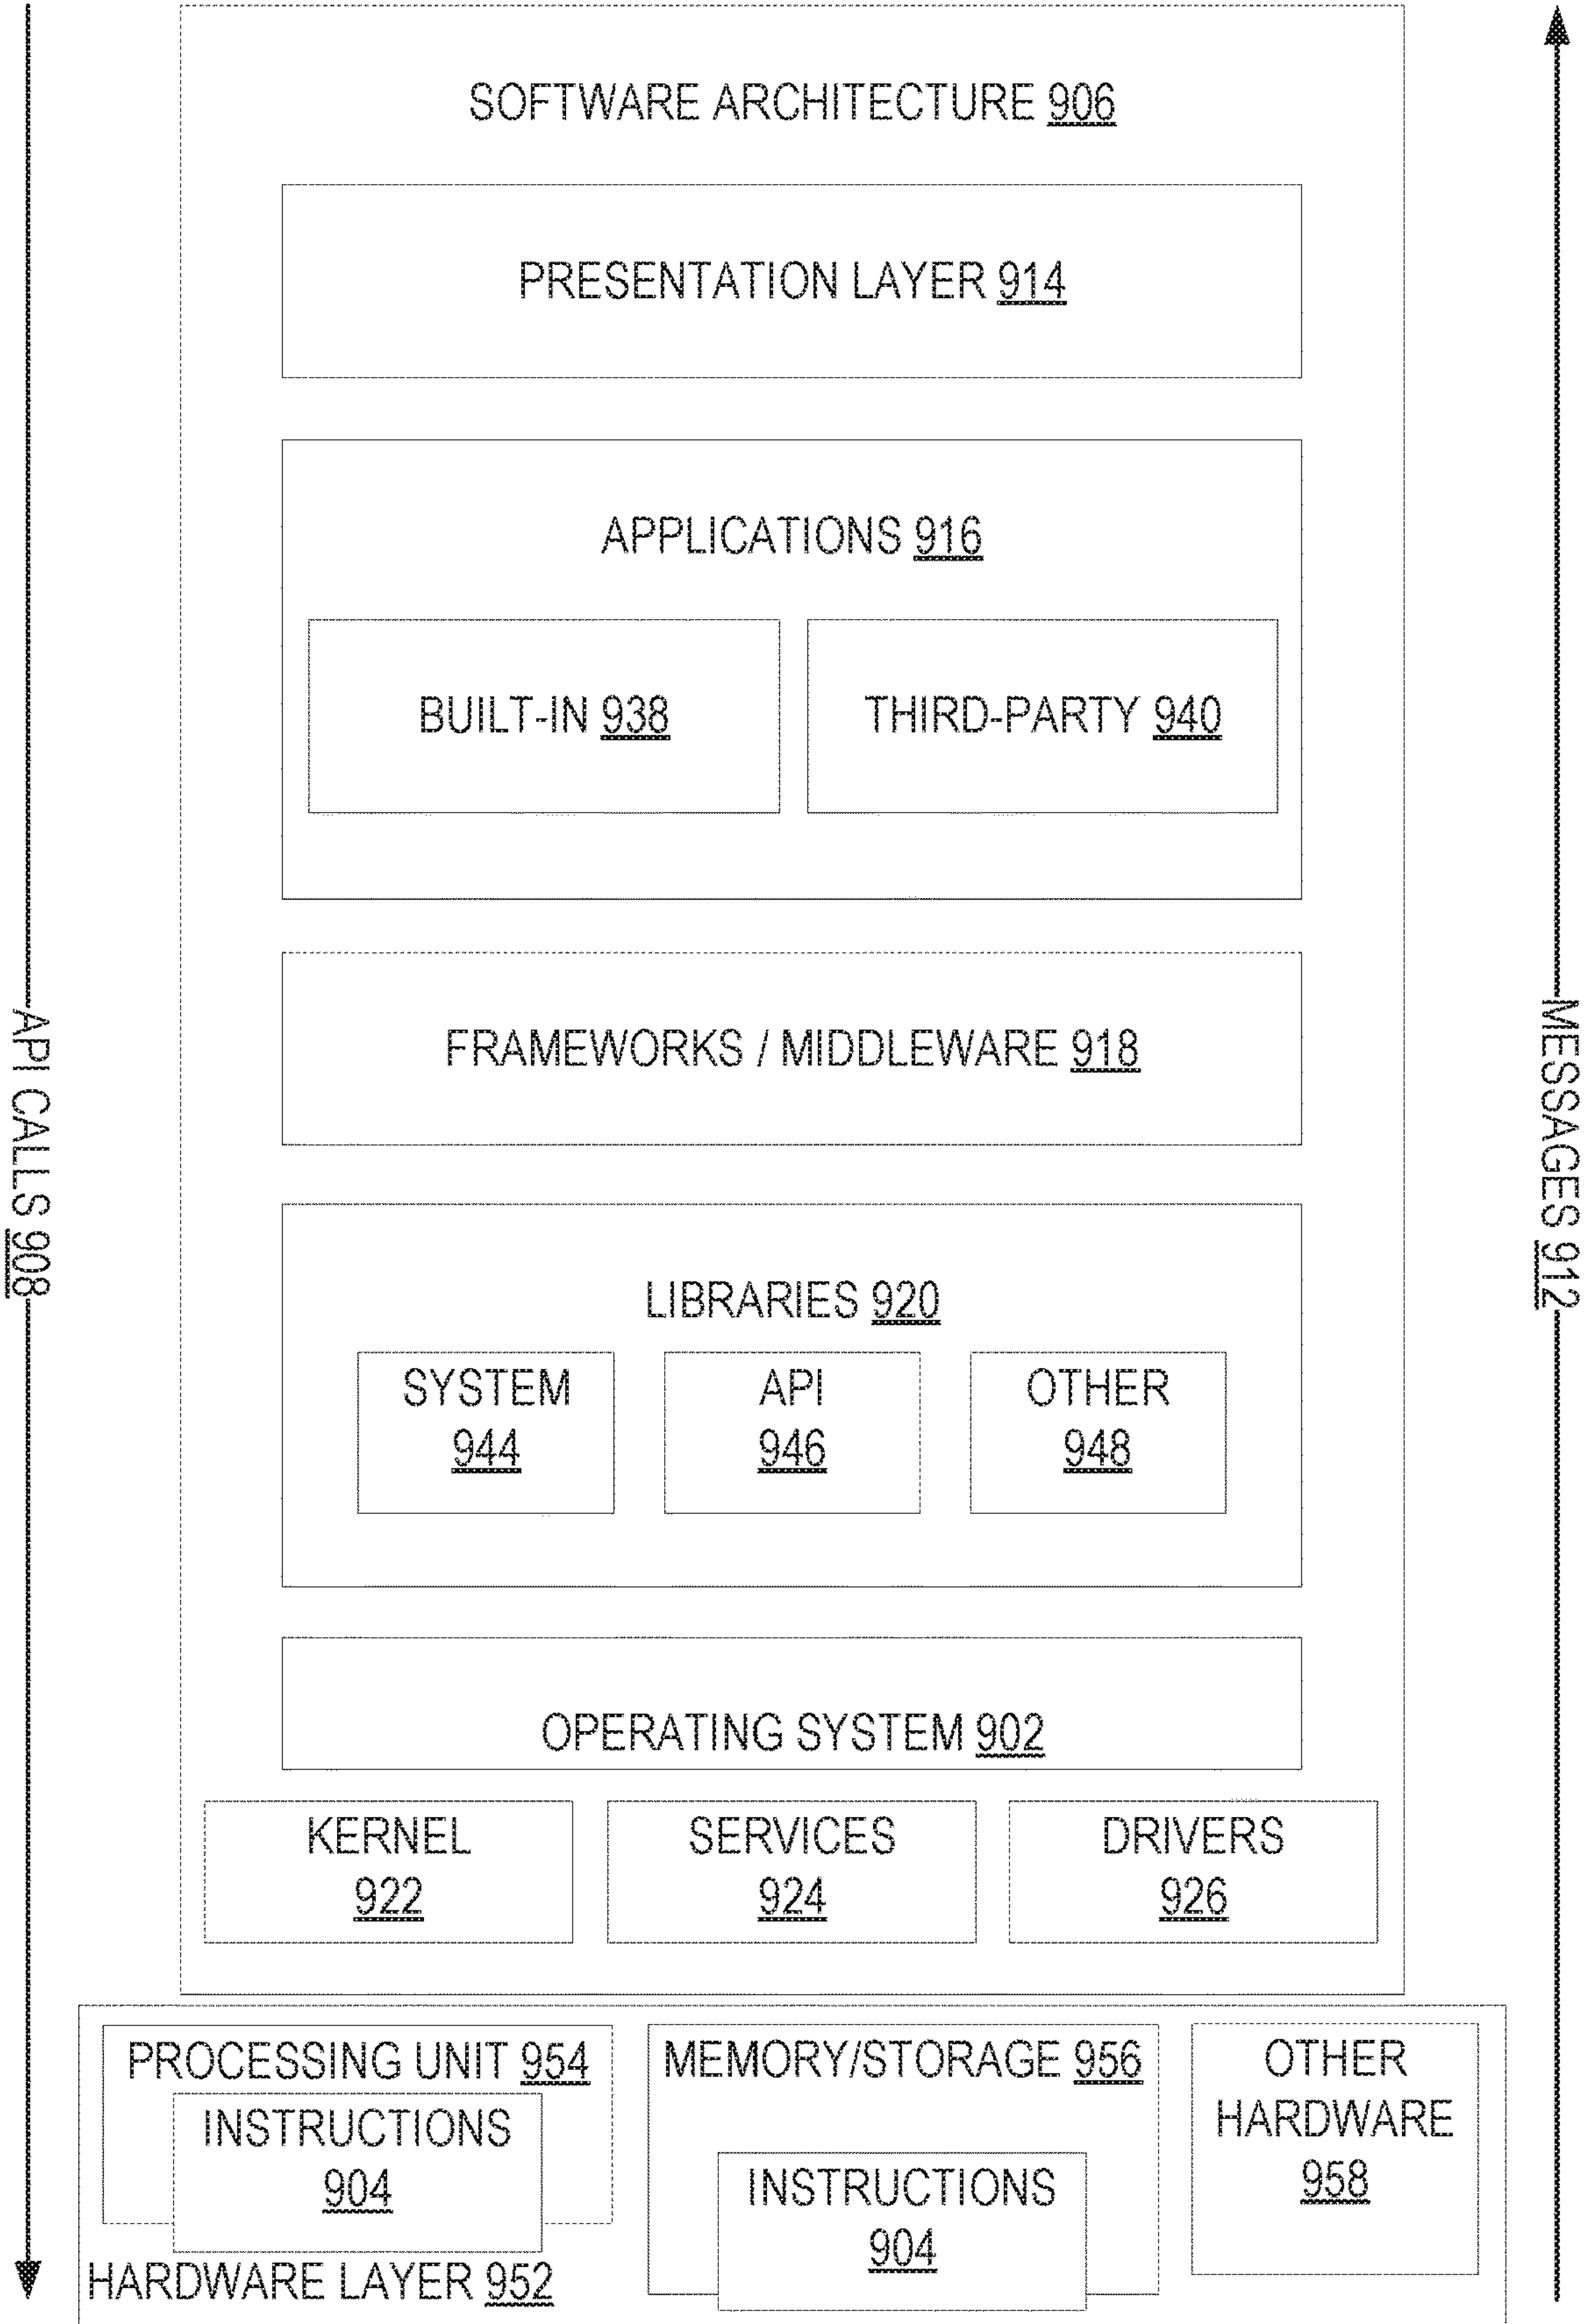 SOFTWARE ARCHITECTURE 906
PRESENTATION LAYER 914
APPLICATIONS 916
BUILT-IN 938
THIRD-PARTY 940
FRAMEWORKS / MIDDLEWARE 918
API CALLS 908
MESSAGES 912
LIBRARIES 920
SYSTEM
944
API
946
OTHER
948
OPERATING SYSTEM 902
KERNEL
922
SERVICES
924
DRIVERS
926
PROCESSING UNIT 954
INSTRUCTIONS
904
MEMORY/STORAGE 956
INSTRUCTIONS
904
OTHER
HARDWARE
958
HARDWARE LAYER 952